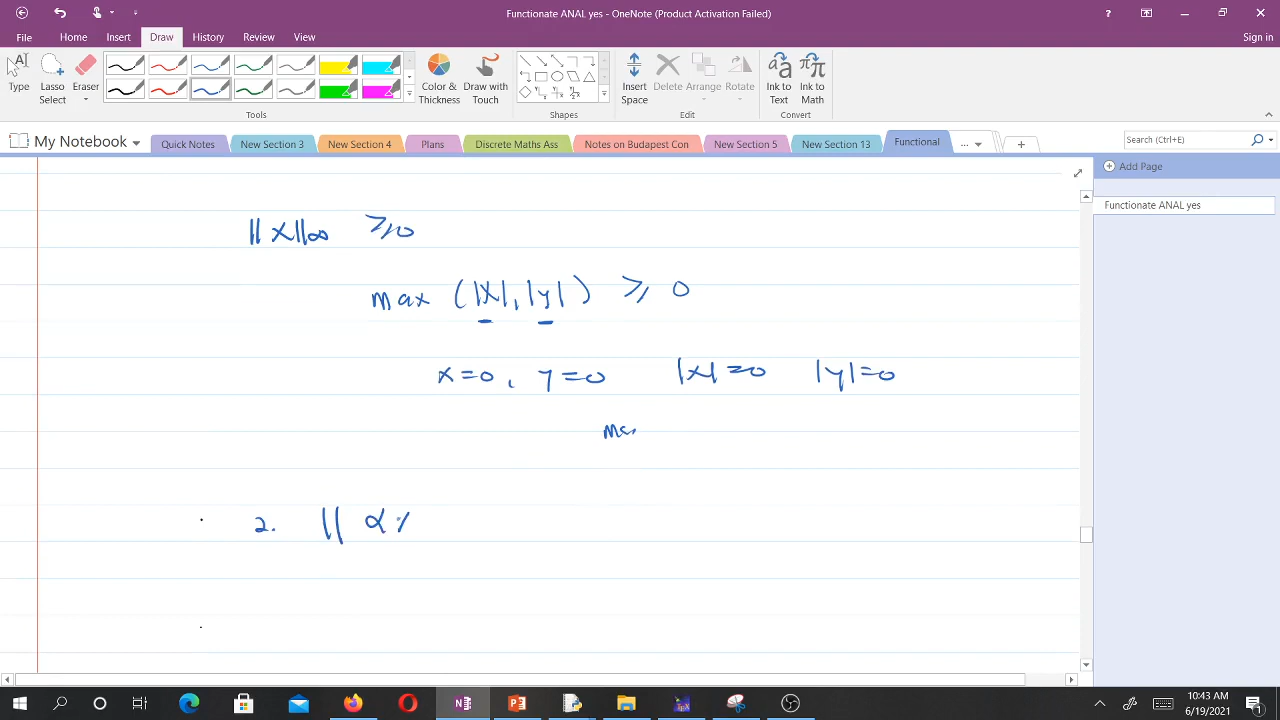 Functionate ANAL yes - OneNote (Product Activation Failed)
File Home Insert Draw History Review View Sign in
Type
Lasso Select
Eraser
Color & Thickness
Draw with Touch
Insert Space
Delete
Arrange
Rotate
Ink to Text
Ink to Math
Tools Shapes Edit Convert
My Notebook Quick Notes New Section 3 New Section 4 Plans Discrete Maths Ass Notes on Budapest Con New Section 5 New Section 13 Functional ... Search (Ctrl+E)
Add Page
Functionate ANAL yes
||x||∞ ≥0
max (|x|, |y|) ≥ 0
x=0, y=0 |x|=0 |y|=0
max
2. || αx
10:43 AM
6/19/2021